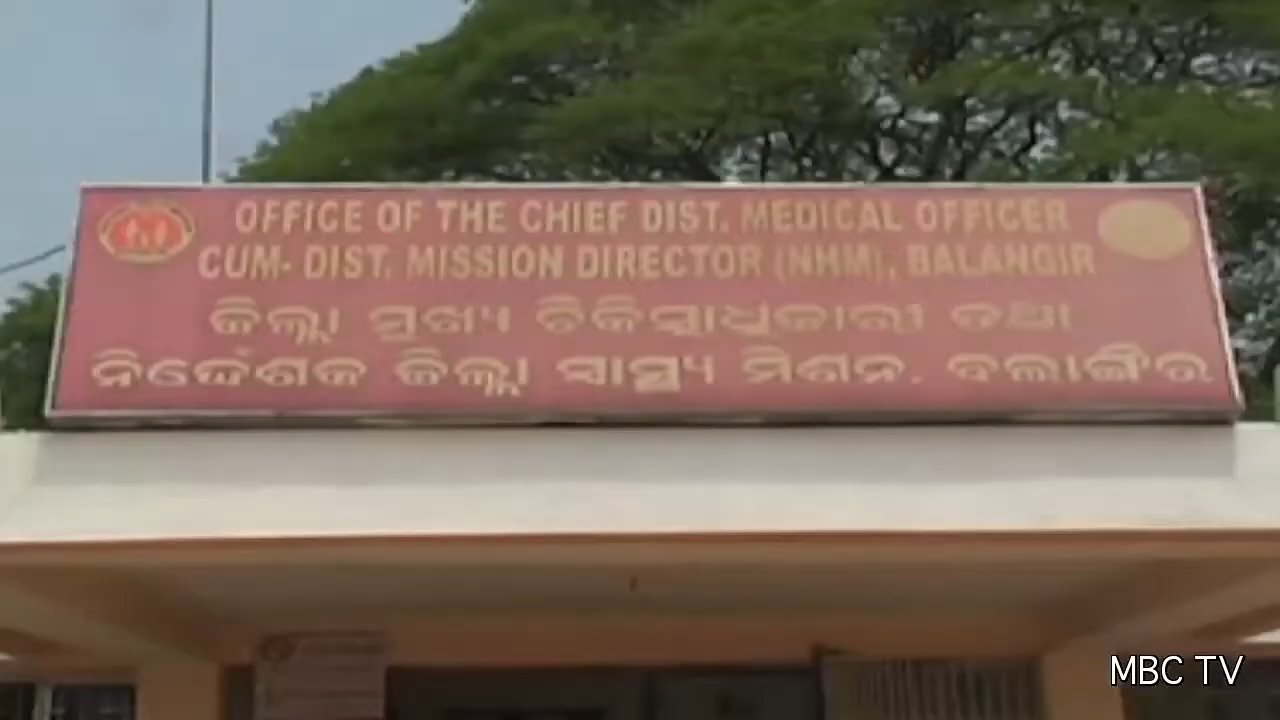 OFFICE OF THE CHIEF DIST. MEDICAL OFFICER
CUM- DIST. MISSION DIRECTOR (NHM), BALANGIR
ଜିଲ୍ଲା ମୁଖ୍ୟ ଚିକିତ୍ସାଧିକାରୀ ତଥା
ନିର୍ଦ୍ଦେଶକ ଜିଲ୍ଲା ସ୍ୱାସ୍ଥ୍ୟ ମିଶନ, ବଲାଙ୍ଗିର
MBC TV